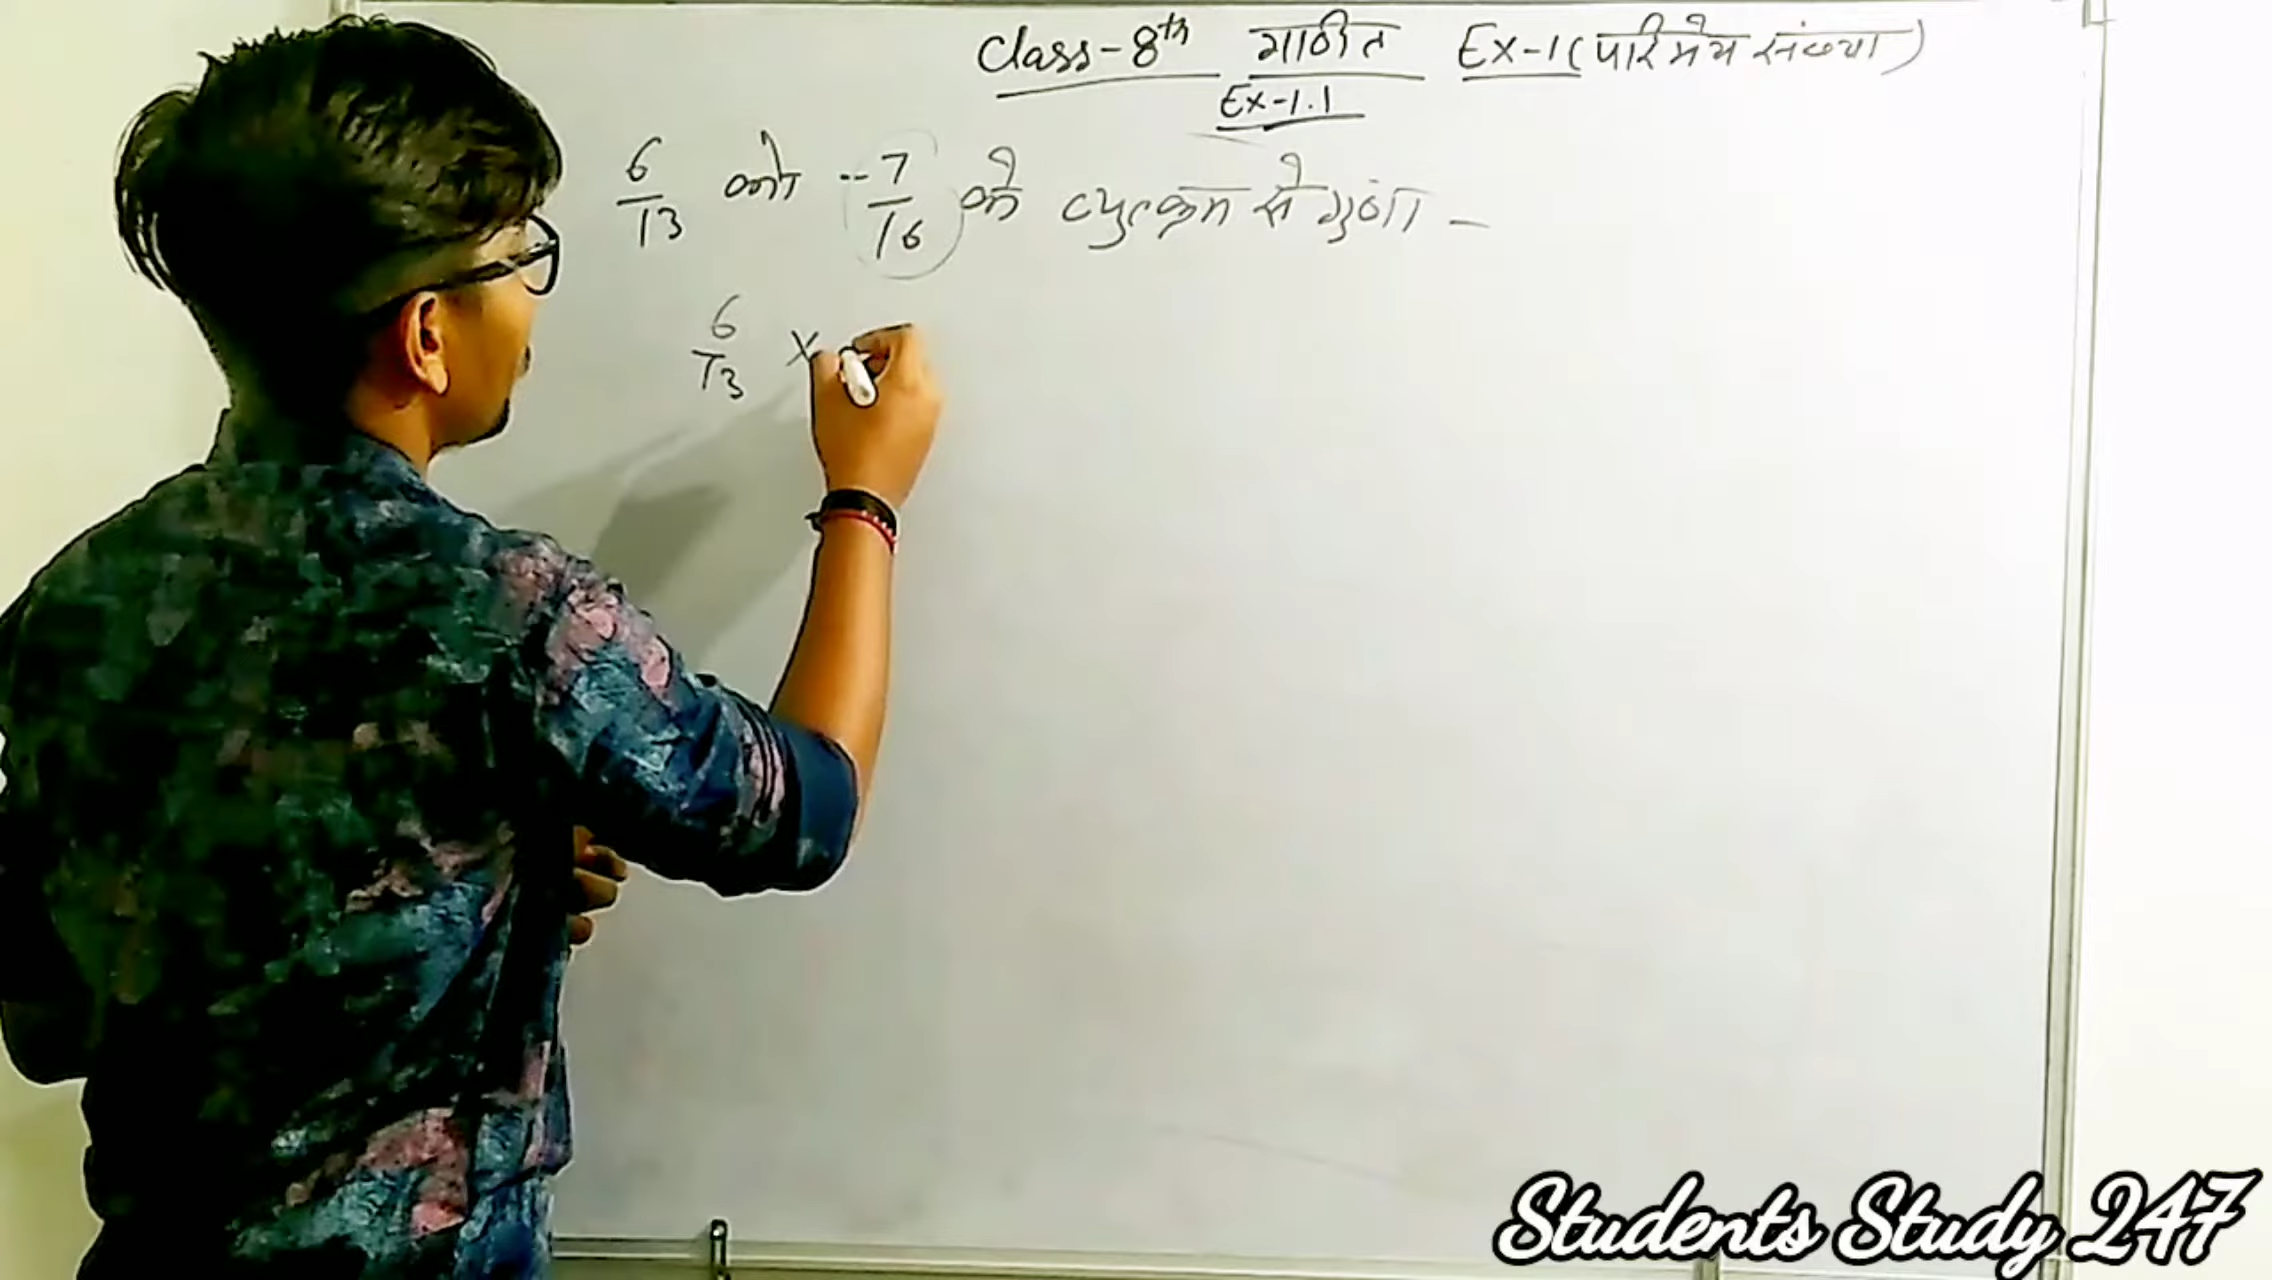 Class-8th गणित Ex-1(परिमेय संख्या)
Ex-1.1
6/13 को -7/16 के व्युत्क्रम से गुणा -
6/13 ×
Students Study 247